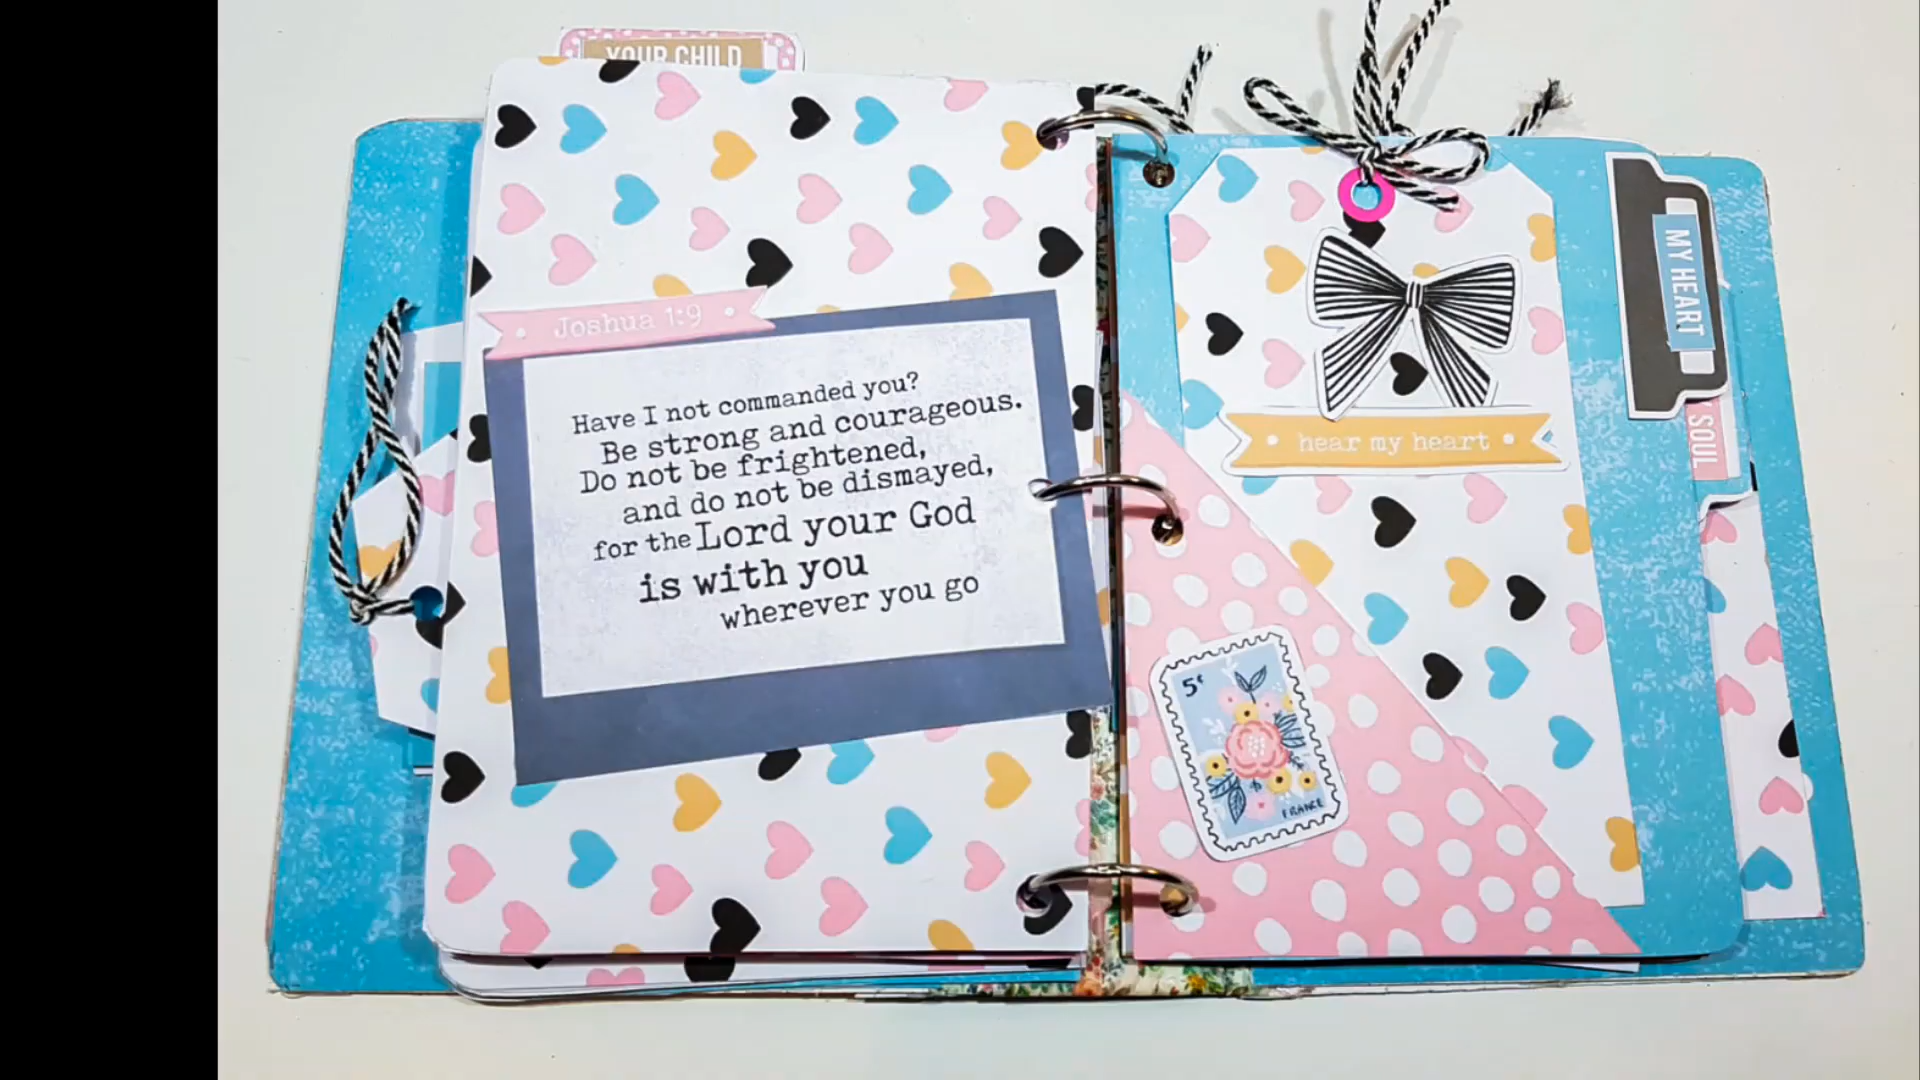 YOUR CHILD
Joshua 1:9
Have I not commanded you?
Be strong and courageous.
Do not be frightened,
and do not be dismayed,
for the Lord your God
is with you
wherever you go
hear my heart
5¢
FRANCE
MY HEART
SOUL